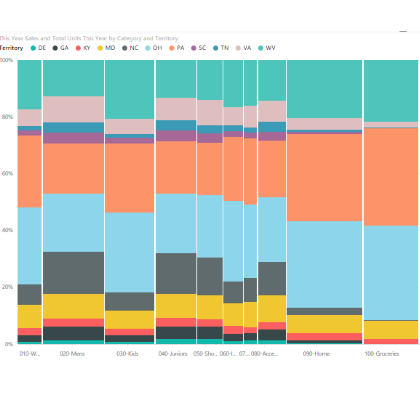 This Year Sales and Total Units This Year by Category and Territory
Territory DE GA KY MD NC OH PA SC TN VA WV
100%
80%
60%
40%
20%
0%
010-W... 020-Mens 030-Kids 040-Juniors 050-Sho... 060-I... 07... 080-Acce... 090-Home 100-Groceries